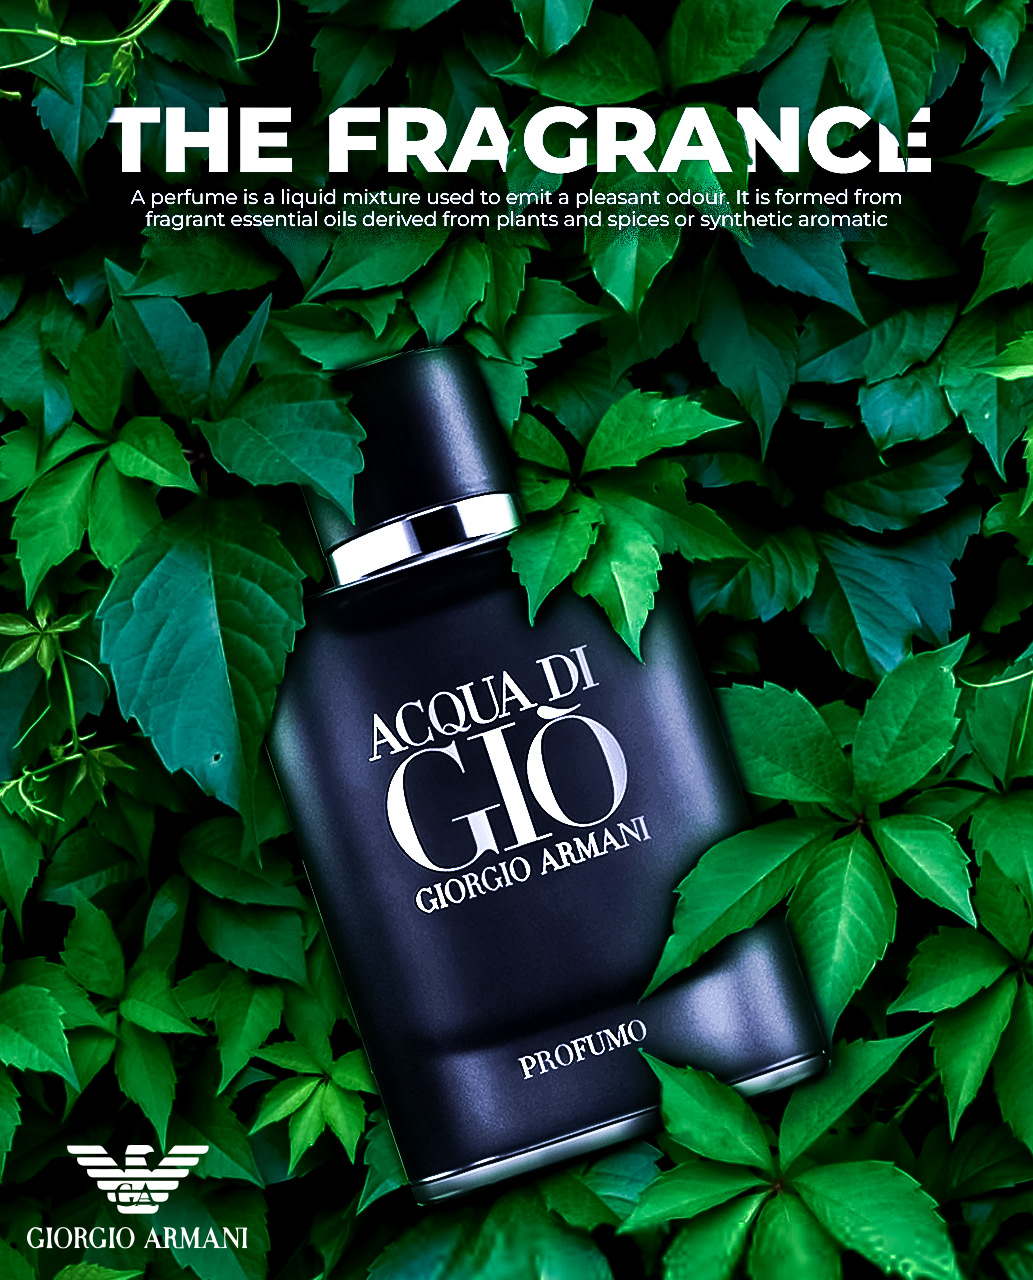 THE FRAGRANCE
A perfume is a liquid mixture used to emit a pleasant odour. It is formed from
fragrant essential oils derived from plants and spices or synthetic aromatic
ACQUA DI
GIÒ
GIORGIO ARMANI
PROFUMO
GA
GIORGIO ARMANI